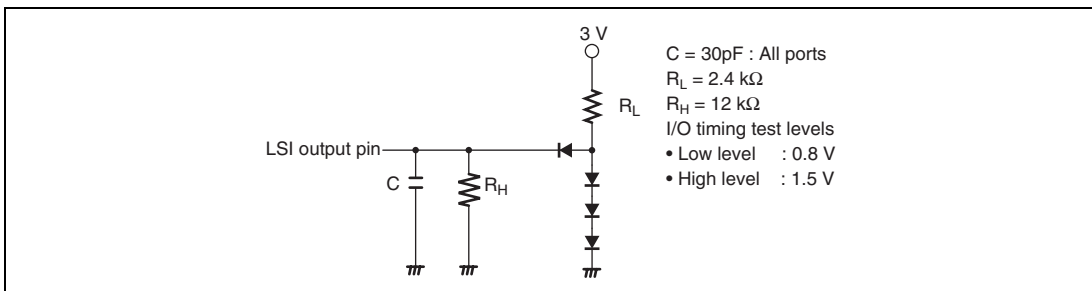 3 V
C = 30pF : All ports
R_L = 2.4 kΩ
R_L
R_H = 12 kΩ
I/O timing test levels
LSI output pin
• Low level : 0.8 V
C
R_H
• High level : 1.5 V